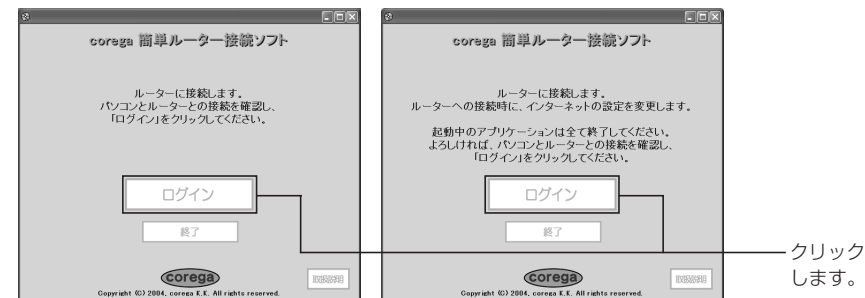 corega 簡単ルーター接続ソフト
ルーターに接続します。
パソコンとルーターとの接続を確認し、
「ログイン」をクリックしてください。
ログイン
終了
corega
Copyright (C) 2004, corega K.K. All rights reserved.
取扱説明
corega 簡単ルーター接続ソフト
ルーターに接続します。
ルーターへの接続時に、インターネットの設定を変更します。
起動中のアプリケーションは全て終了してください。
よろしければ、パソコンとルーターとの接続を確認し、
「ログイン」をクリックしてください。
ログイン
終了
corega
Copyright (C) 2004, corega K.K. All rights reserved.
取扱説明
クリック
します。